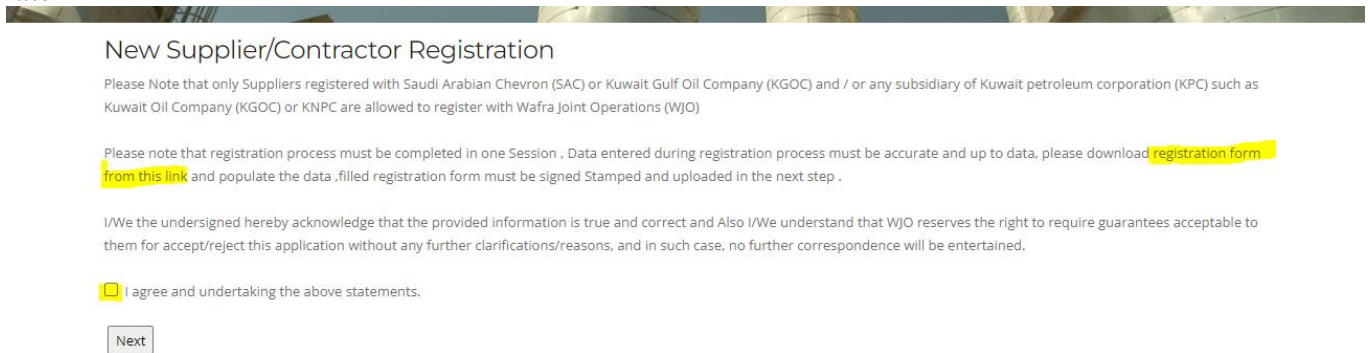 New Supplier/Contractor Registration
Please Note that only Suppliers registered with Saudi Arabian Chevron (SAC) or Kuwait Gulf Oil Company (KGOC) and / or any subsidiary of Kuwait petroleum corporation (KPC) such as
Kuwait Oil Company (KGOC) or KNPC are allowed to register with Wafra Joint Operations (WJO)
Please note that registration process must be completed in one Session , Data entered during registration process must be accurate and up to data, please download registration form
from this link and populate the data ,filled registration form must be signed Stamped and uploaded in the next step .
I/We the undersigned hereby acknowledge that the provided information is true and correct and Also I/We understand that WJO reserves the right to require guarantees acceptable to
them for accept/reject this application without any further clarifications/reasons, and in such case, no further correspondence will be entertained.
I agree and undertaking the above statements.
Next